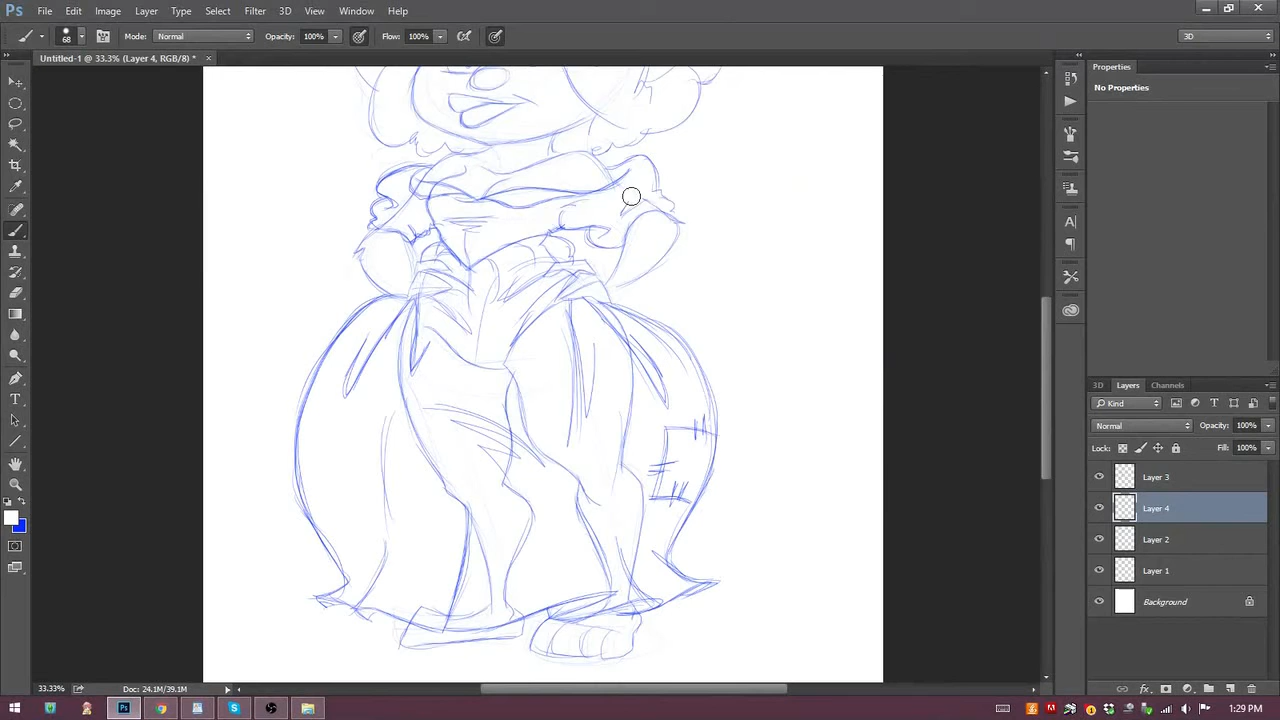 Ps File Edit Image Layer Type Select Filter 3D View Window Help
68 Mode: Normal Opacity: 100% Flow: 100% 3D
Untitled-1 @ 33.3% (Layer 4, RGB/8) * ×
Properties
No Properties
3D Layers Channels
Kind
Normal Opacity: 100%
Lock: Fill: 100%
Layer 3
Layer 4
Layer 2
Layer 1
Background
33.33% Doc: 24.1M/39.1M
1:29 PM